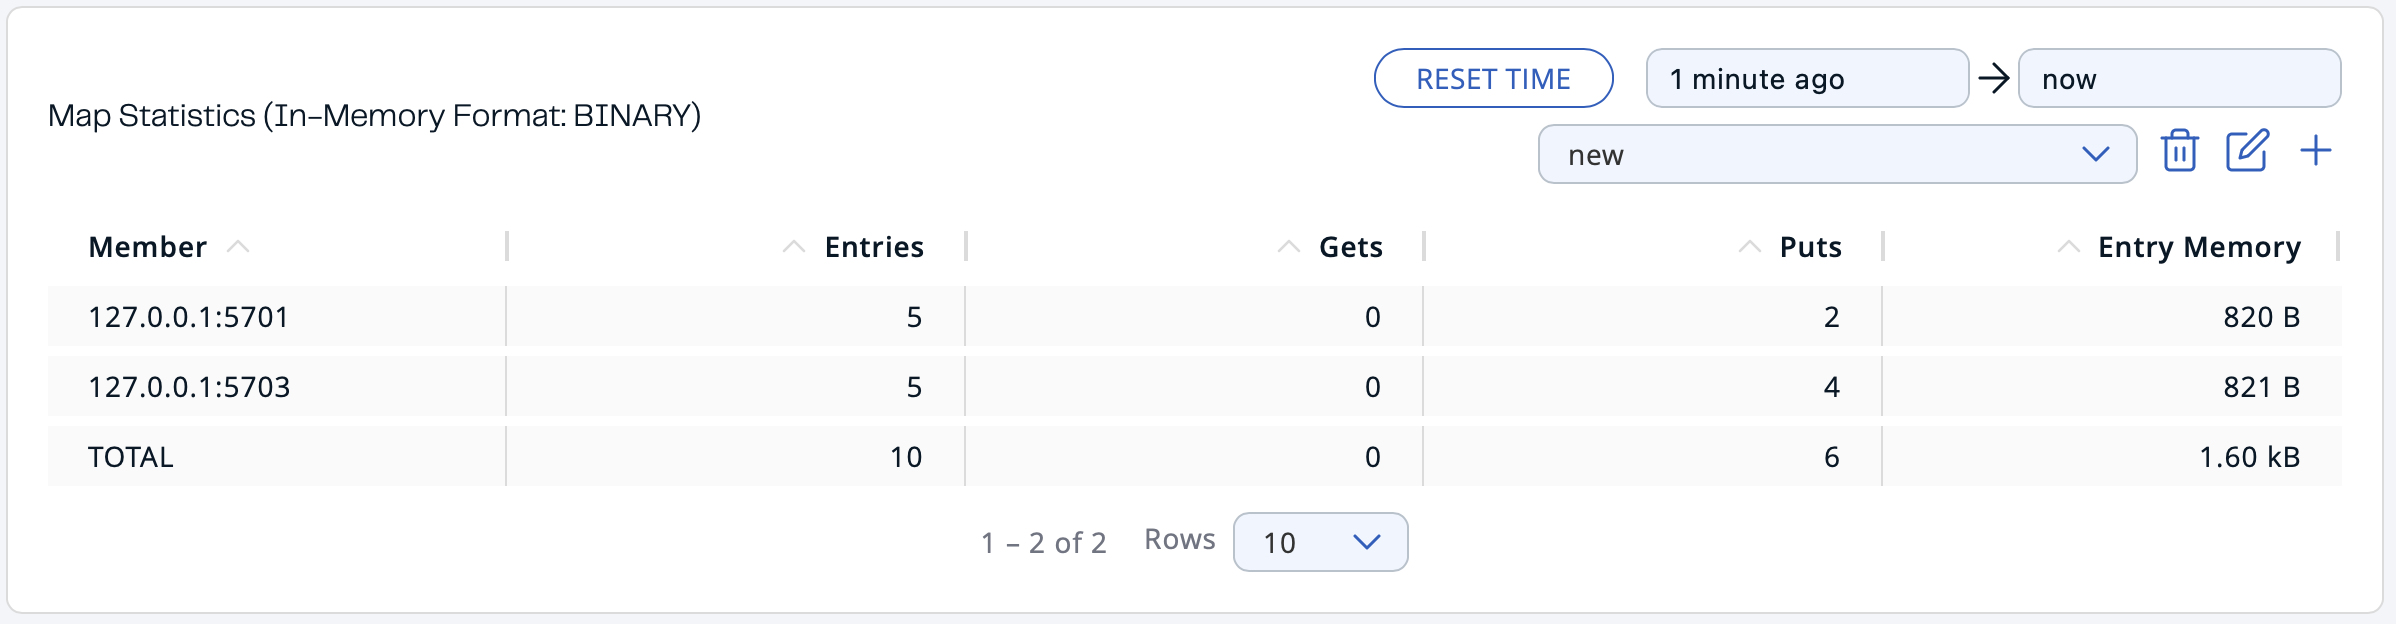 Map Statistics (In-Memory Format: BINARY)
RESET TIME 1 minute ago now
new
Member Entries Gets Puts Entry Memory
127.0.0.1:5701 5 0 2 820 B
127.0.0.1:5703 5 0 4 821 B
TOTAL 10 0 6 1.60 kB
1 – 2 of 2 Rows 10